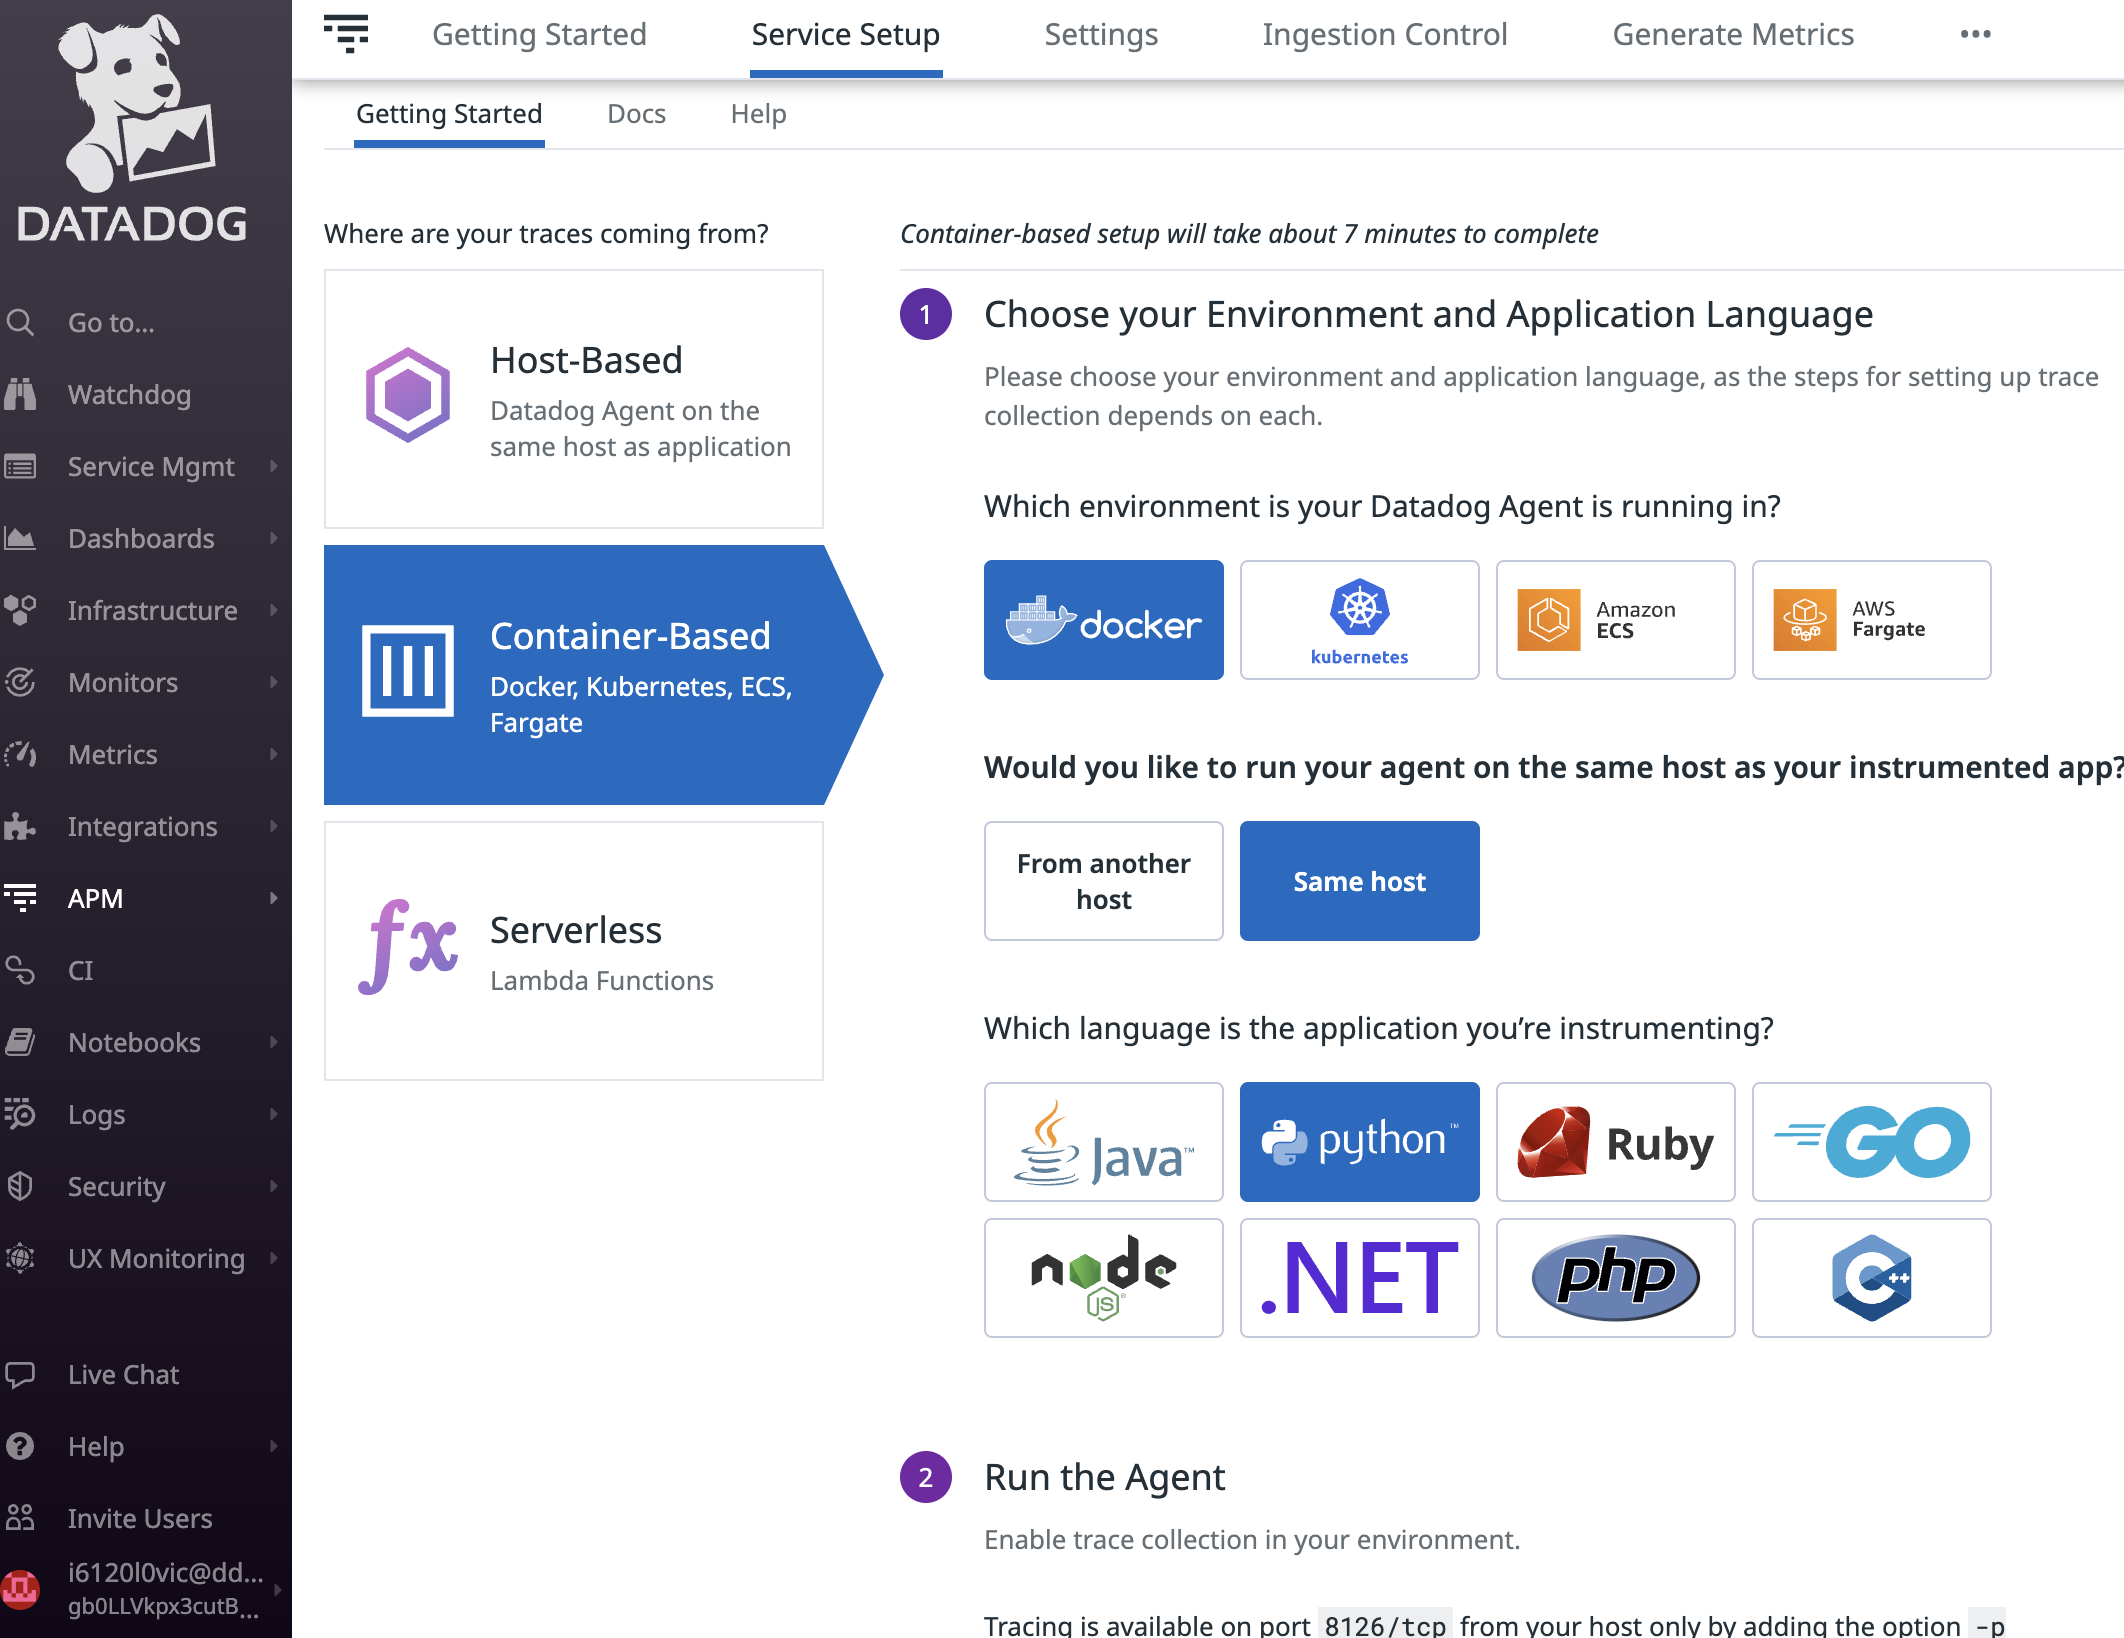 DATADOG
Go to...
Watchdog
Service Mgmt
Dashboards
Infrastructure
Monitors
Metrics
Integrations
APM
CI
Notebooks
Logs
Security
UX Monitoring
Live Chat
Help
Invite Users
i6120l0vic@dd...
gb0LLVkpx3cutB...
Getting Started
Service Setup
Settings
Ingestion Control
Generate Metrics
Getting Started
Docs
Help
Where are your traces coming from?
Host-Based
Datadog Agent on the
same host as application
Container-Based
Docker, Kubernetes, ECS,
Fargate
fx
Serverless
Lambda Functions
Container-based setup will take about 7 minutes to complete
1
Choose your Environment and Application Language
Please choose your environment and application language, as the steps for setting up trace
collection depends on each.
Which environment is your Datadog Agent is running in?
docker
kubernetes
Amazon
ECS
AWS
Fargate
Would you like to run your agent on the same host as your instrumented app?
From another
host
Same host
Which language is the application you’re instrumenting?
Java™
python™
Ruby
GO
node
JS®
.NET
php
C++
2
Run the Agent
Enable trace collection in your environment.
Tracing is available on port 8126/tcp from your host only by adding the option -p